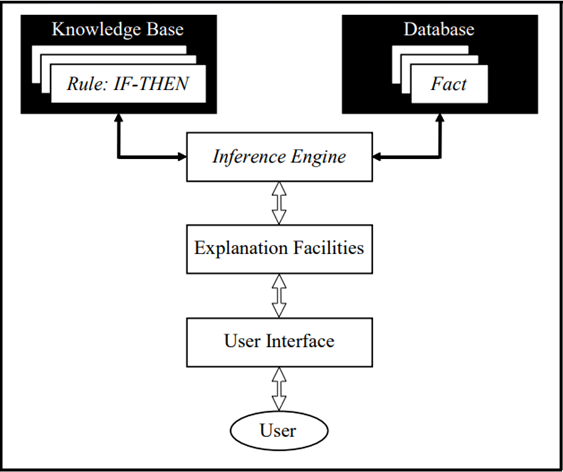 Knowledge Base
Rule: IF-THEN
Database
Fact
Inference Engine
Explanation Facilities
User Interface
User